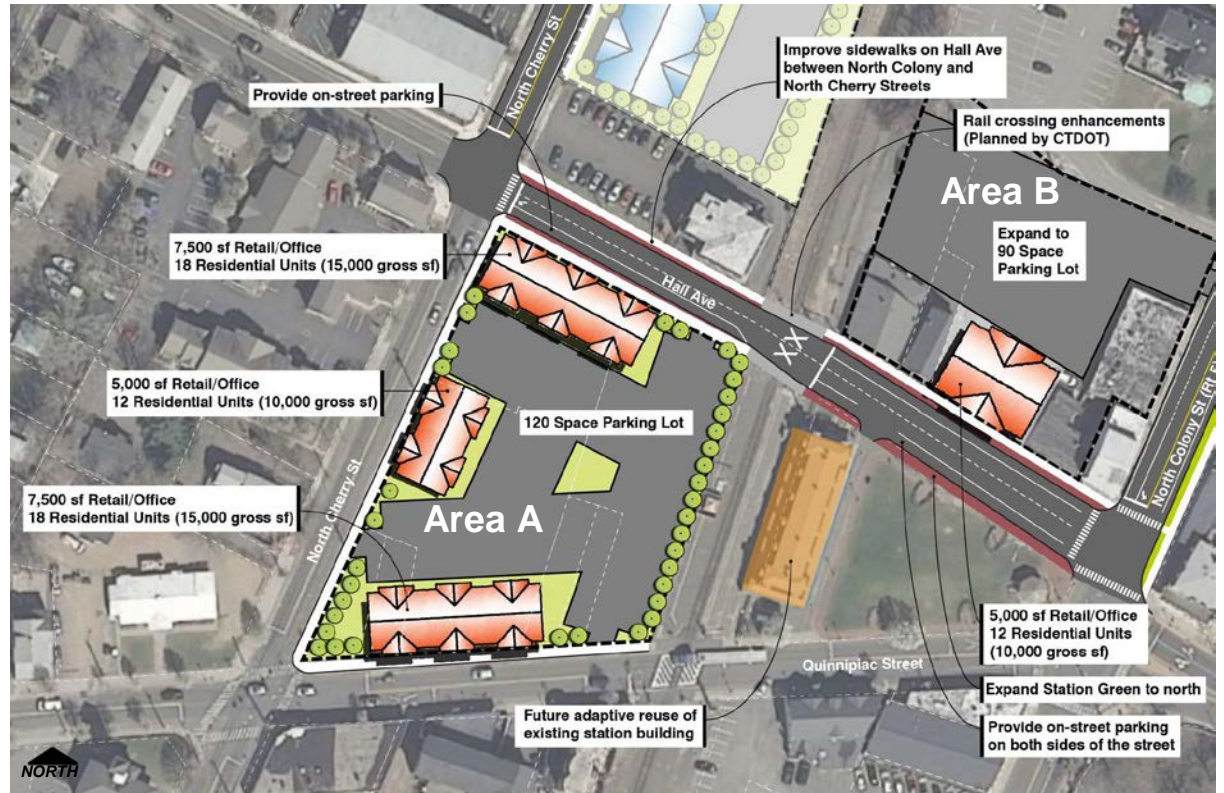 North Cherry St
Improve sidewalks on Hall Ave
between North Colony and
North Cherry Streets
Provide on-street parking
Rail crossing enhancements
(Planned by CTDOT)
Area B
Expand to
90 Space
Parking Lot
7,500 sf Retail/Office
18 Residential Units (15,000 gross sf)
Hall Ave
XX
5,000 sf Retail/Office
12 Residential Units (10,000 gross sf)
120 Space Parking Lot
North Colony St (Rt
7,500 sf Retail/Office
18 Residential Units (15,000 gross sf)
Area A
North Cherry St
5,000 sf Retail/Office
12 Residential Units
(10,000 gross sf)
Quinnipiac Street
Expand Station Green to north
Future adaptive reuse of
existing station building
Provide on-street parking
on both sides of the street
NORTH